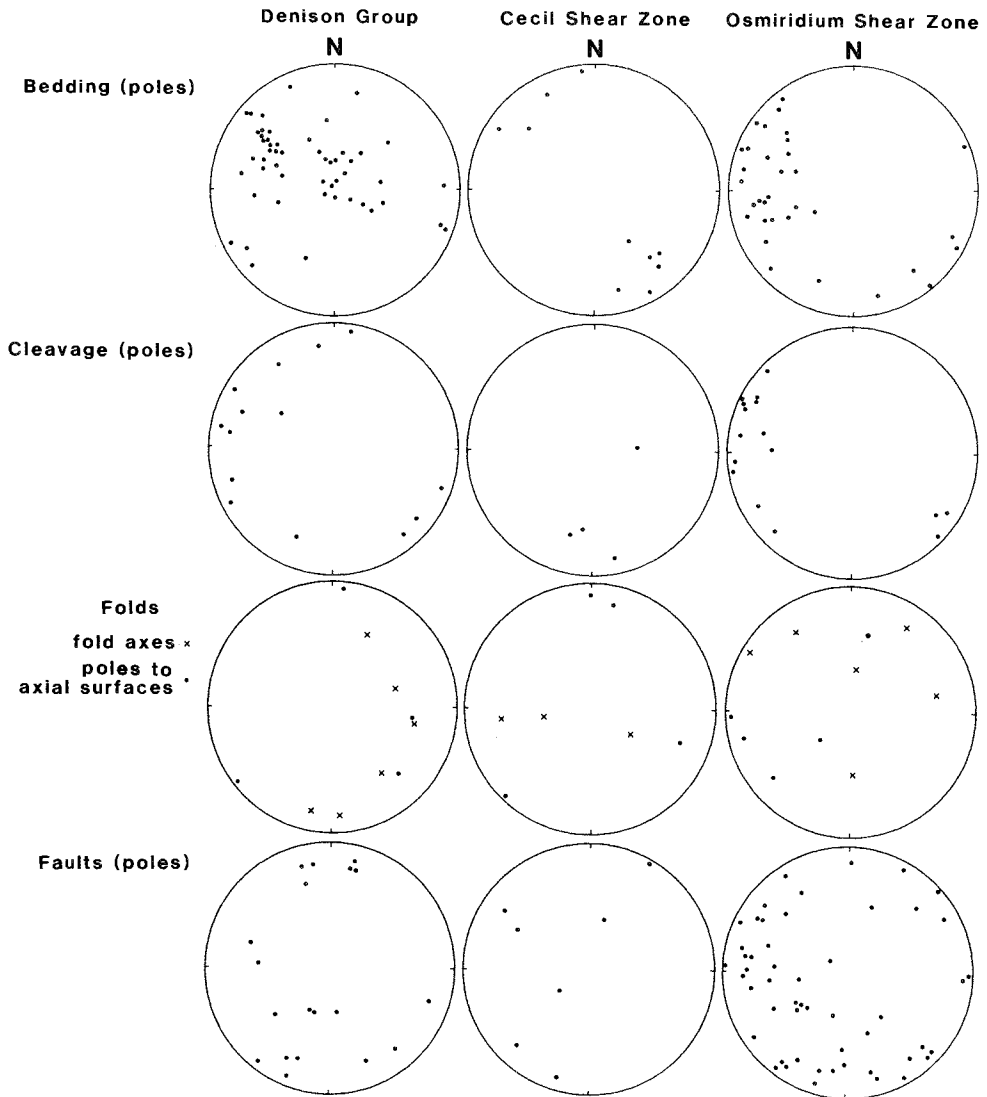 Denison Group
Cecil Shear Zone
Osmiridium Shear Zone
N
N
N
Bedding (poles)
Cleavage (poles)
Folds
fold axes ×
poles to
axial surfaces •
Faults (poles)